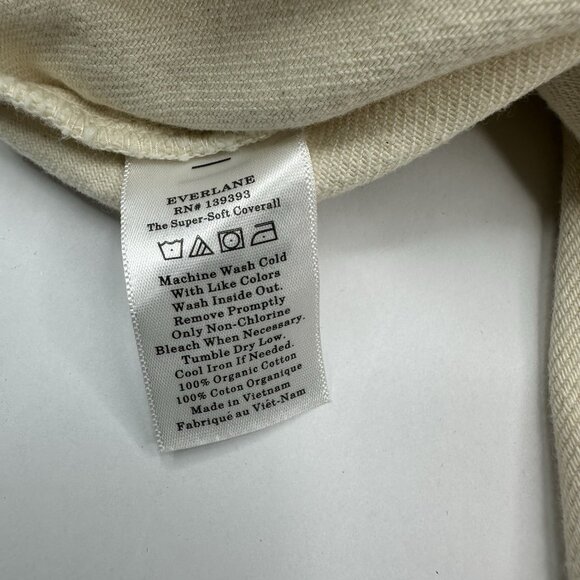 EVERLANE
RN# 139393
The Super-Soft Coverall
Machine Wash Cold
With Like Colors
Wash Inside Out.
Remove Promptly
Only Non-Chlorine
Bleach When Necessary.
Tumble Dry Low.
Cool Iron If Needed.
100% Organic Cotton
100% Coton Organique
Made in Vietnam
Fabriqué au Viêt-Nam